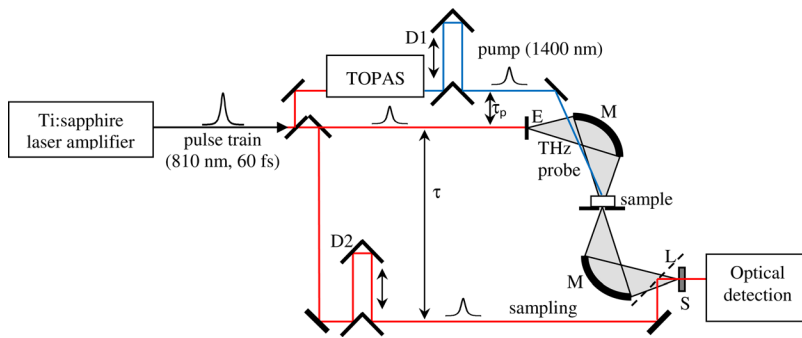 D1
pump (1400 nm)
TOPAS
Ti:sapphire
laser amplifier
pulse train
(810 nm, 60 fs)
τp
E
M
THz
probe
sample
τ
D2
M
L
S
sampling
Optical
detection